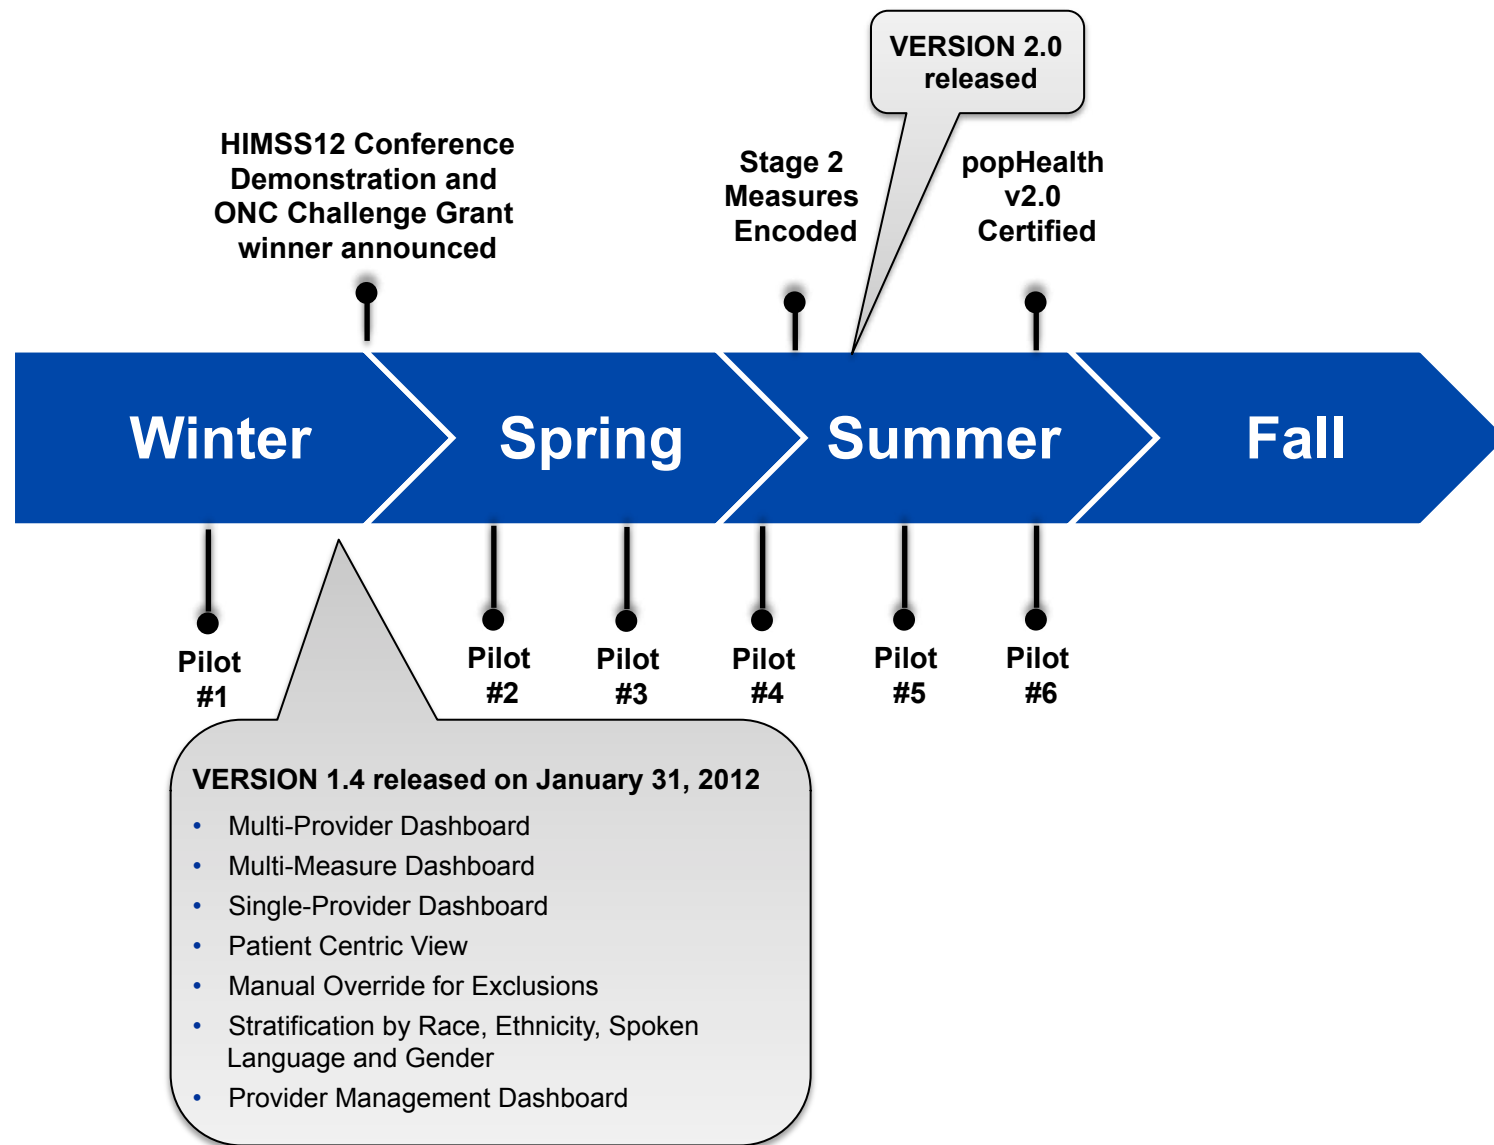 VERSION 2.0
released
HIMSS12 Conference
Demonstration and
ONC Challenge Grant
winner announced
Stage 2
Measures
Encoded
popHealth
v2.0
Certified
Winter
Spring
Summer
Fall
Pilot
#1
Pilot
#2
Pilot
#3
Pilot
#4
Pilot
#5
Pilot
#6
VERSION 1.4 released on January 31, 2012
• Multi-Provider Dashboard
• Multi-Measure Dashboard
• Single-Provider Dashboard
• Patient Centric View
• Manual Override for Exclusions
• Stratification by Race, Ethnicity, Spoken
Language and Gender
• Provider Management Dashboard